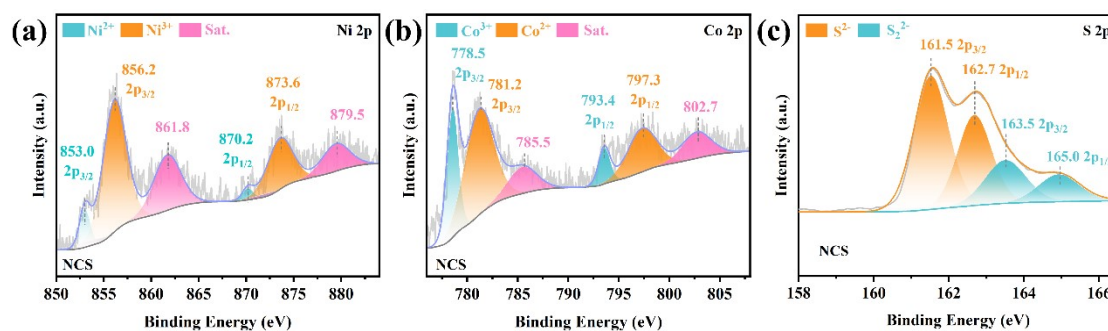 (a)
Ni²⁺ Ni³⁺ Sat. Ni 2p
856.2
2p₃/₂
873.6
2p₁/₂
879.5
861.8
870.2
2p₁/₂
853.0
2p₃/₂
NCS
Intensity (a.u.)
850 855 860 865 870 875 880
Binding Energy (eV)
(b)
Co³⁺ Co²⁺ Sat. Co 2p
778.5
2p₃/₂
781.2
2p₃/₂
785.5
793.4
2p₁/₂
797.3
2p₁/₂
802.7
NCS
Intensity (a.u.)
780 785 790 795 800 805
Binding Energy (eV)
(c)
S²⁻ S₂²⁻ S 2p
161.5 2p₃/₂
162.7 2p₁/₂
163.5 2p₃/₂
165.0 2p₁/
NCS
Intensity (a.u.)
158 160 162 164 166
Binding Energy (eV)